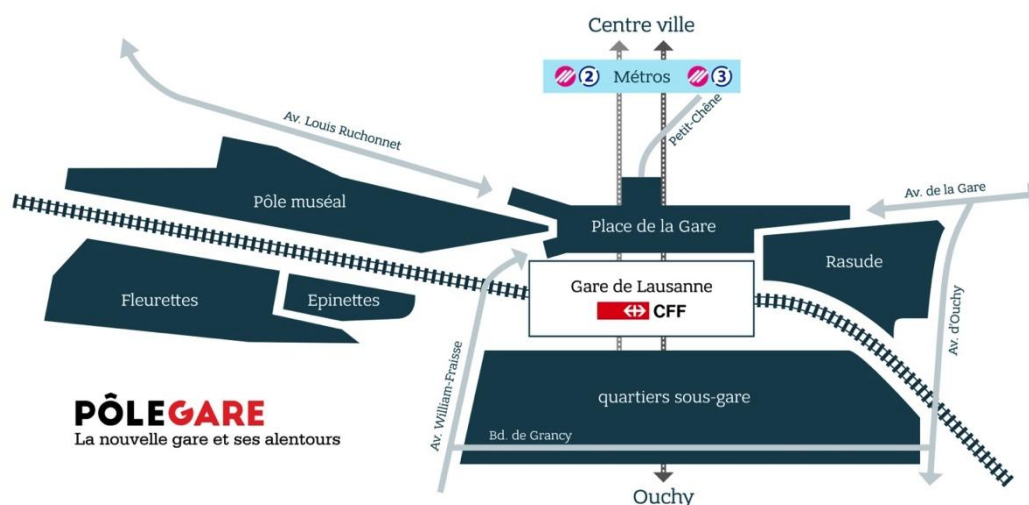 Centre ville
2 Métros 3
Petit-Chêne
Av. Louis Ruchonnet
Pôle muséal
Av. de la Gare
Place de la Gare
Rasude
Gare de Lausanne
CFF
Fleurettes
Epinettes
Av. d'Ouchy
Av. William-Fraisse
quartiers sous-gare
PÔLEGARE
La nouvelle gare et ses alentours
Bd. de Grancy
Ouchy